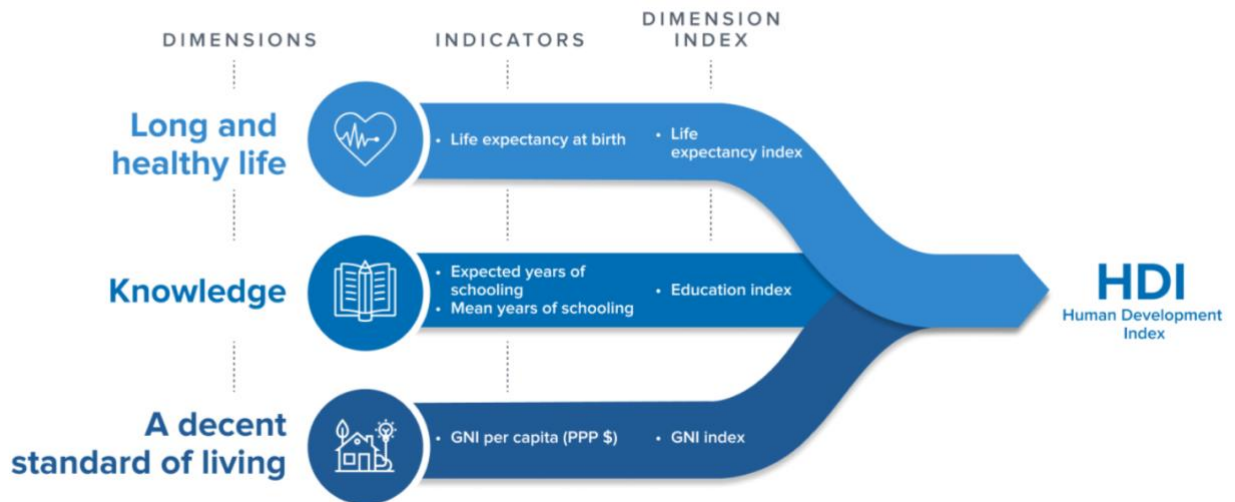 DIMENSIONS
INDICATORS
DIMENSION
INDEX
Long and
healthy life
• Life expectancy at birth
• Life
expectancy index
Knowledge
• Expected years of
schooling
• Mean years of schooling
• Education index
A decent
standard of living
• GNI per capita (PPP $)
• GNI index
HDI
Human Development
Index